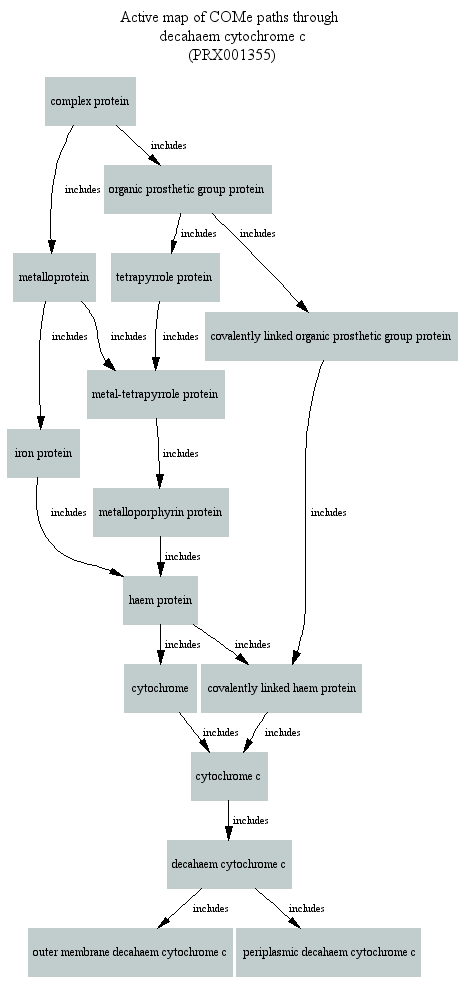 Active map of COMe paths through
decahaem cytochrome c
(PRX001355)
complex protein
includes
includes
organic prosthetic group protein
includes
includes
metalloprotein
tetrapyrrole protein
covalently linked organic prosthetic group protein
includes
includes
includes
metal-tetrapyrrole protein
iron protein
includes
includes
metalloporphyrin protein
includes
includes
haem protein
includes
includes
cytochrome
covalently linked haem protein
includes
includes
cytochrome c
includes
decahaem cytochrome c
includes
includes
outer membrane decahaem cytochrome c
periplasmic decahaem cytochrome c